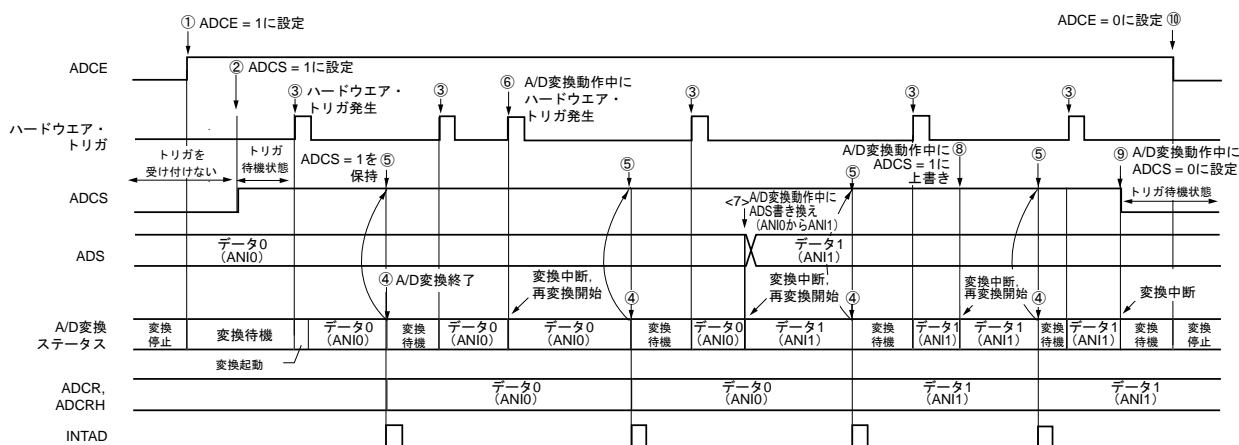 ① ADCE = 1に設定
ADCE = 0に設定 ⑩
ADCE
② ADCS = 1に設定
③ ハードウエア・
トリガ発生
③
⑥ A/D変換動作中に
ハードウエア・
トリガ発生
③
③
③
ハードウエア・
トリガ
トリガを
受け付けない
トリガ
待機状態
ADCS = 1を ⑤
保持
⑤
⑤
A/D変換動作中に ⑧
ADCS = 1に
上書き
⑤
⑨ A/D変換動作中に
ADCS = 0に設定
トリガ待機状態
ADCS
<7> A/D変換動作中に
ADS書き換え
(ANI0からANI1)
ADS
データ0
(ANI0)
データ1
(ANI1)
④ A/D変換終了
変換中断,
再変換開始
④
変換中断,
再変換開始
④
変換中断,
再変換開始
④
変換中断
A/D変換
ステータス
変換
停止
変換待機
変換起動
データ0
(ANI0)
変換
待機
データ0
(ANI0)
データ0
(ANI0)
変換
待機
データ0
(ANI0)
データ1
(ANI1)
変換
待機
データ1
(ANI1)
データ1
(ANI1)
変換
待機
データ1
(ANI1)
変換
待機
変換
停止
ADCR,
ADCRH
データ0
(ANI0)
データ0
(ANI0)
データ1
(ANI1)
データ1
(ANI1)
INTAD